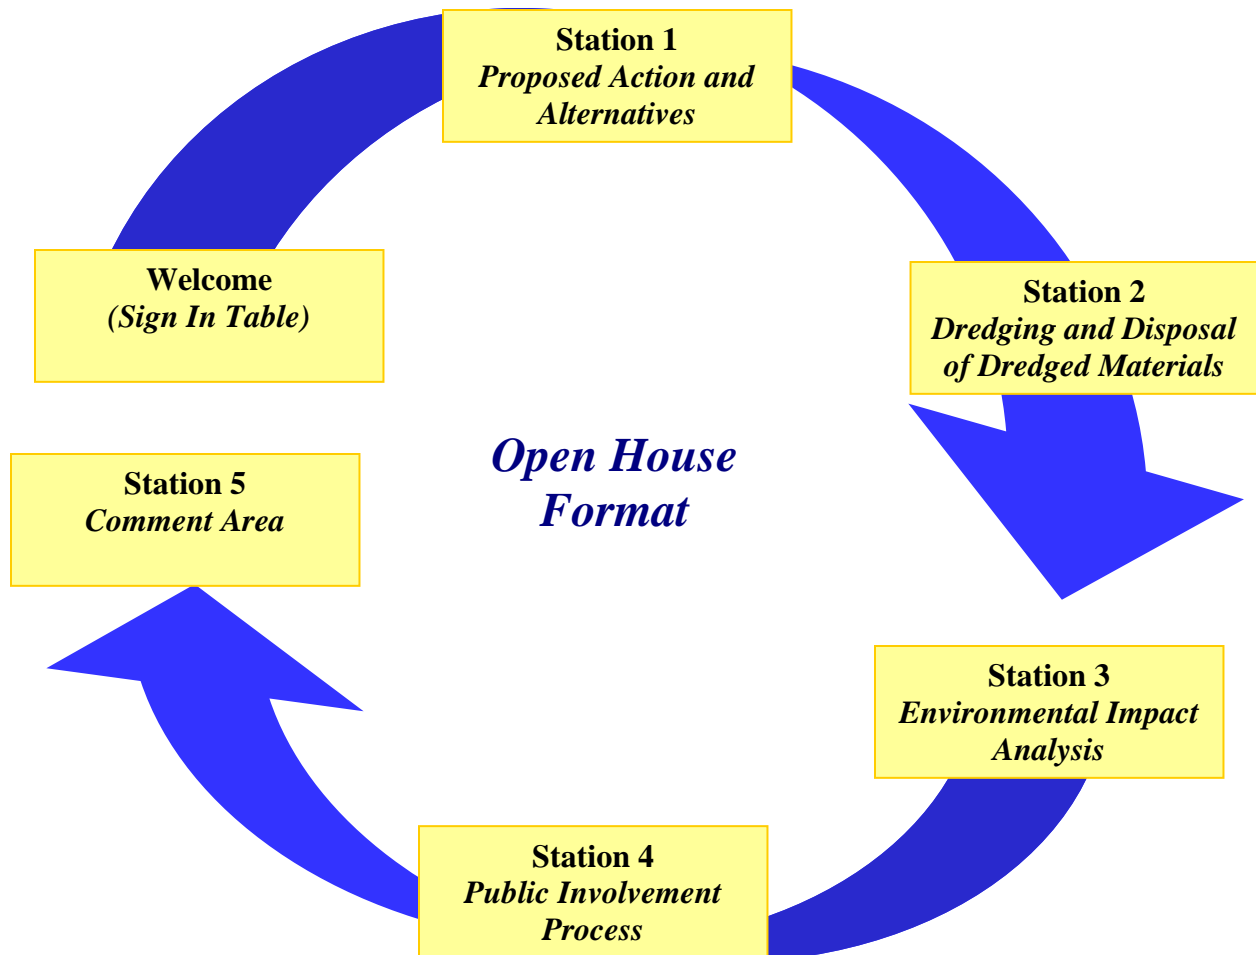 Station 1
Proposed Action and
Alternatives
Welcome
(Sign In Table)
Station 2
Dredging and Disposal
of Dredged Materials
Open House
Format
Station 5
Comment Area
Station 3
Environmental Impact
Analysis
Station 4
Public Involvement
Process